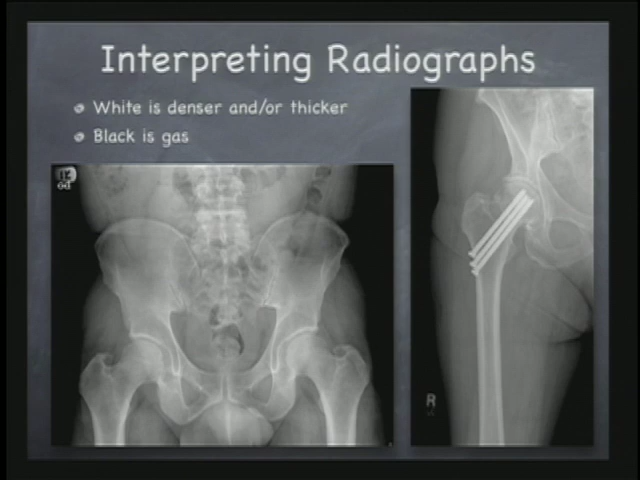 Interpreting Radiographs
White is denser and/or thicker
Black is gas
R